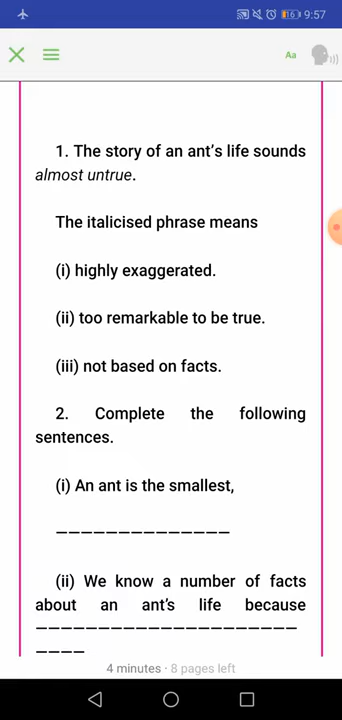 16 9:57
Aa
1. The story of an ant's life sounds
almost untrue.
The italicised phrase means
(i) highly exaggerated.
(ii) too remarkable to be true.
(iii) not based on facts.
2. Complete the following
sentences.
(i) An ant is the smallest,
______________
(ii) We know a number of facts
about an ant's life because
_____________________
____
4 minutes · 8 pages left